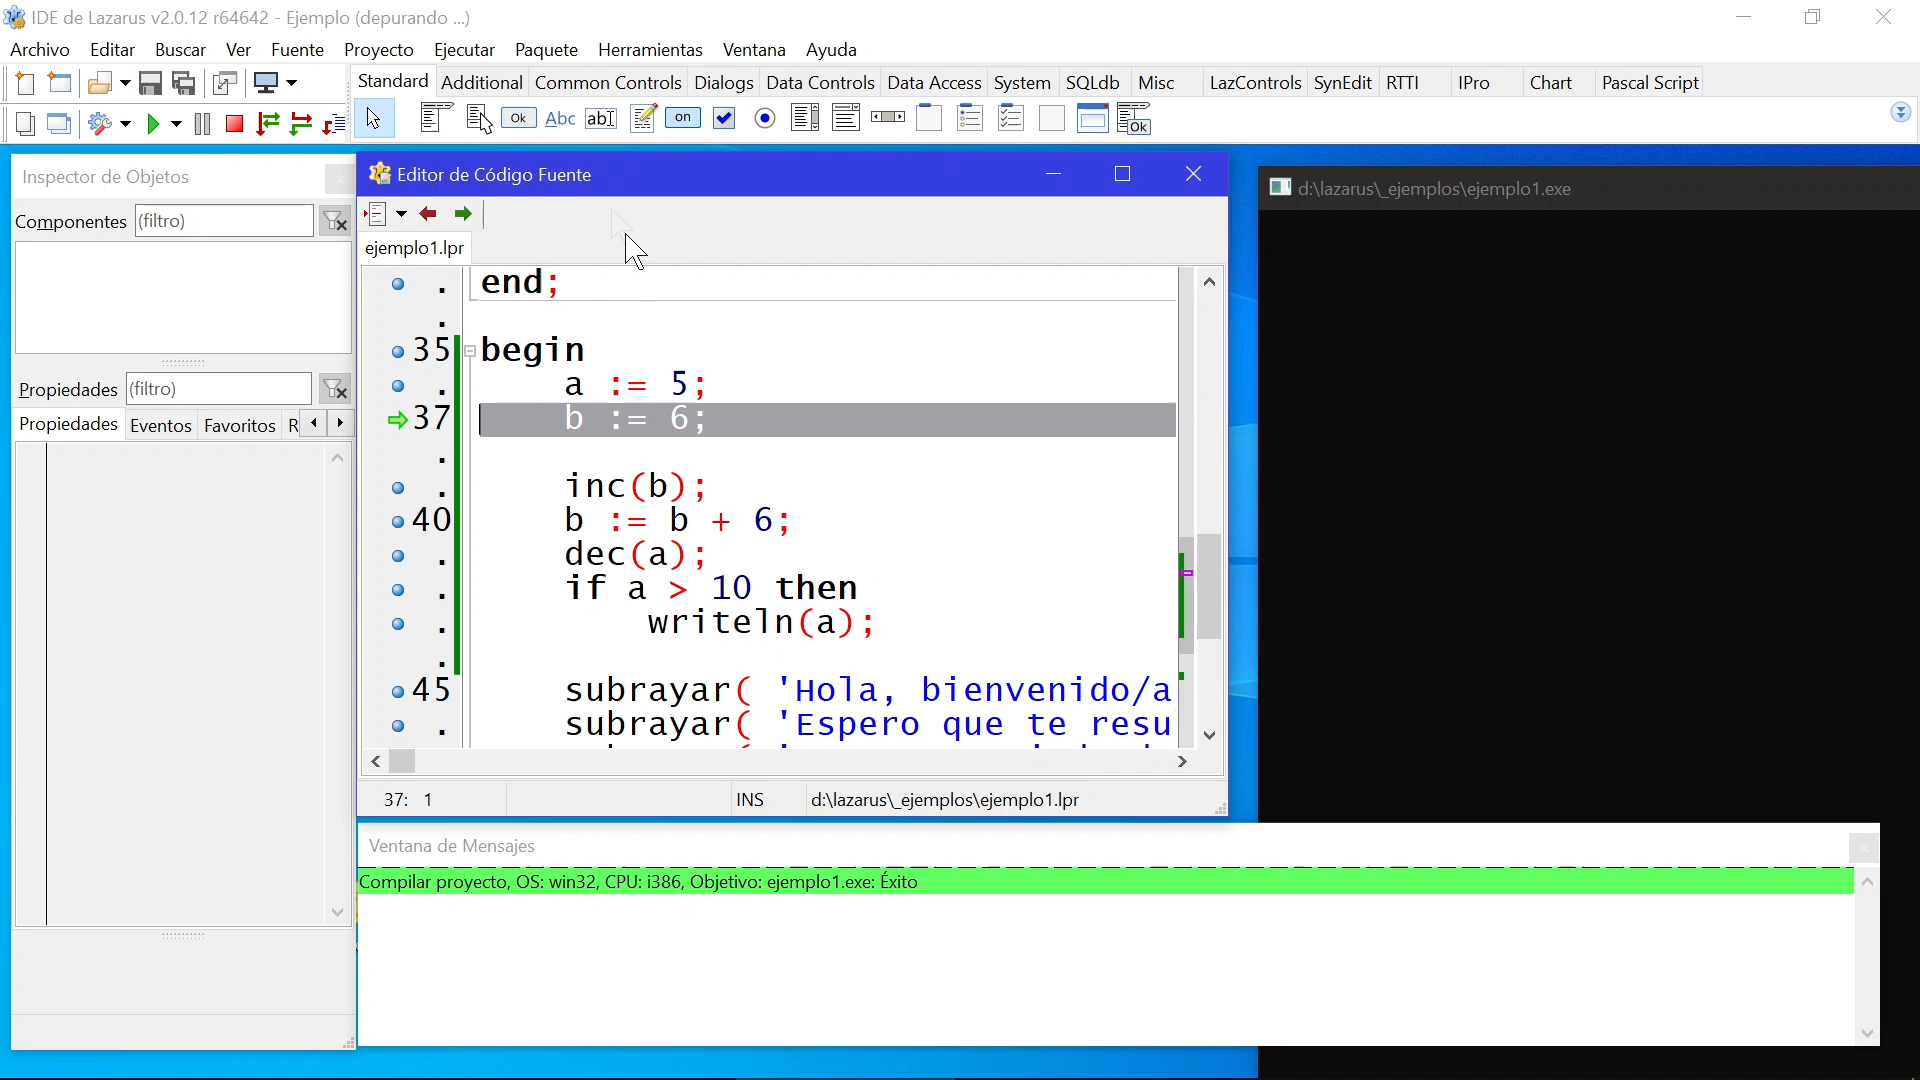 IDE de Lazarus v2.0.12 r64642 - Ejemplo (depurando ...)
Archivo Editar Buscar Ver Fuente Proyecto Ejecutar Paquete Herramientas Ventana Ayuda
Standard Additional Common Controls Dialogs Data Controls Data Access System SQLdb Misc LazControls SynEdit RTTI IPro Chart Pascal Script
Ok Abc ab on Ok
Inspector de Objetos
Componentes (filtro)
Propiedades (filtro)
Propiedades Eventos Favoritos R
Editor de Código Fuente
ejemplo1.lpr
. end;
.
35 begin
. a := 5;
37 b := 6;
.
. inc(b);
40 b := b + 6;
. dec(a);
. if a > 10 then
. writeln(a);
.
45 subrayar( 'Hola, bienvenido/a
. subrayar( 'Espero que te resu
37: 1 INS d:\lazarus\_ejemplos\ejemplo1.lpr
d:\lazarus\_ejemplos\ejemplo1.exe
Ventana de Mensajes
Compilar proyecto, OS: win32, CPU: i386, Objetivo: ejemplo1.exe: Éxito